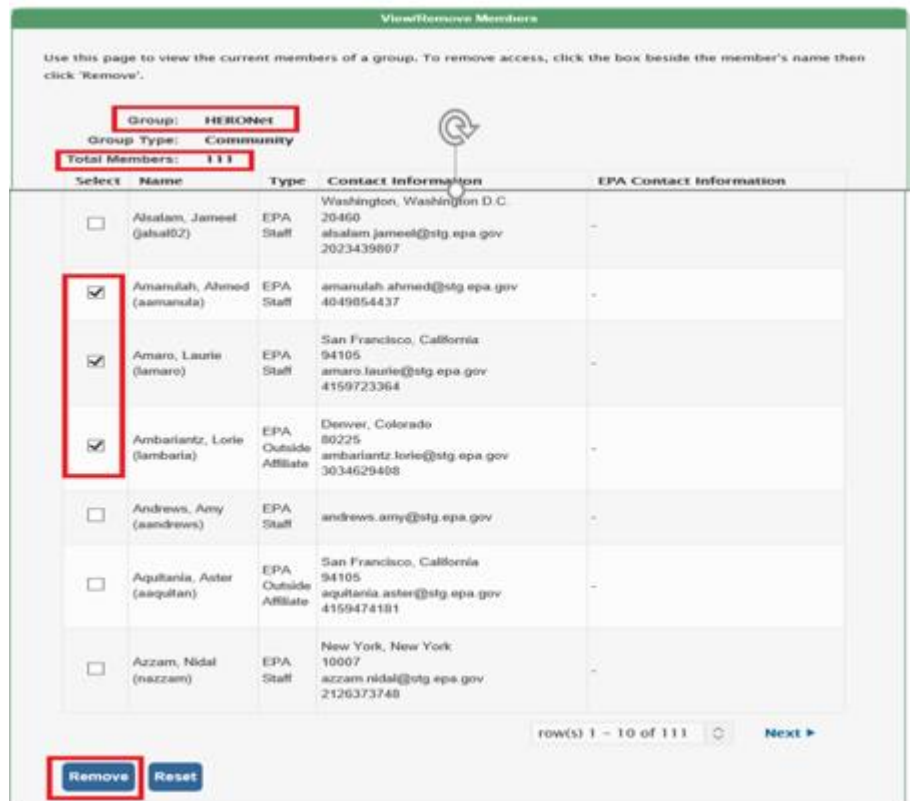 View/Remove Members
Use this page to view the current members of a group. To remove access, click the box beside the member's name then
click 'Remove'.
Group: HERONet
Group Type: Community
Total Members: 111
Select Name Type Contact Information EPA Contact Information
Alsalam, Jameel
(jalsal02)
EPA
Staff
Washington, Washington D.C.
20460
alsalam.jameel@stg.epa.gov
2023439807
-
Amanulah, Ahmed
(aamanula)
EPA
Staff
amanulah.ahmed@stg.epa.gov
4049854437
-
Amaro, Laurie
(lamaro)
EPA
Staff
San Francisco, California
94105
amaro.laurie@stg.epa.gov
4159723364
-
Ambariantz, Lorie
(lambaria)
EPA
Outside
Affiliate
Denver, Colorado
80225
ambariantz.lorie@stg.epa.gov
3034629408
-
Andrews, Amy
(aandrews)
EPA
Staff
andrews.amy@stg.epa.gov
-
Aquitania, Aster
(aaquitan)
EPA
Outside
Affiliate
San Francisco, California
94105
aquitania.aster@stg.epa.gov
4159474181
-
Azzam, Nidal
(nazzam)
EPA
Staff
New York, New York
10007
azzam.nidal@stg.epa.gov
2126373748
-
row(s) 1 - 10 of 111 Next
Remove Reset